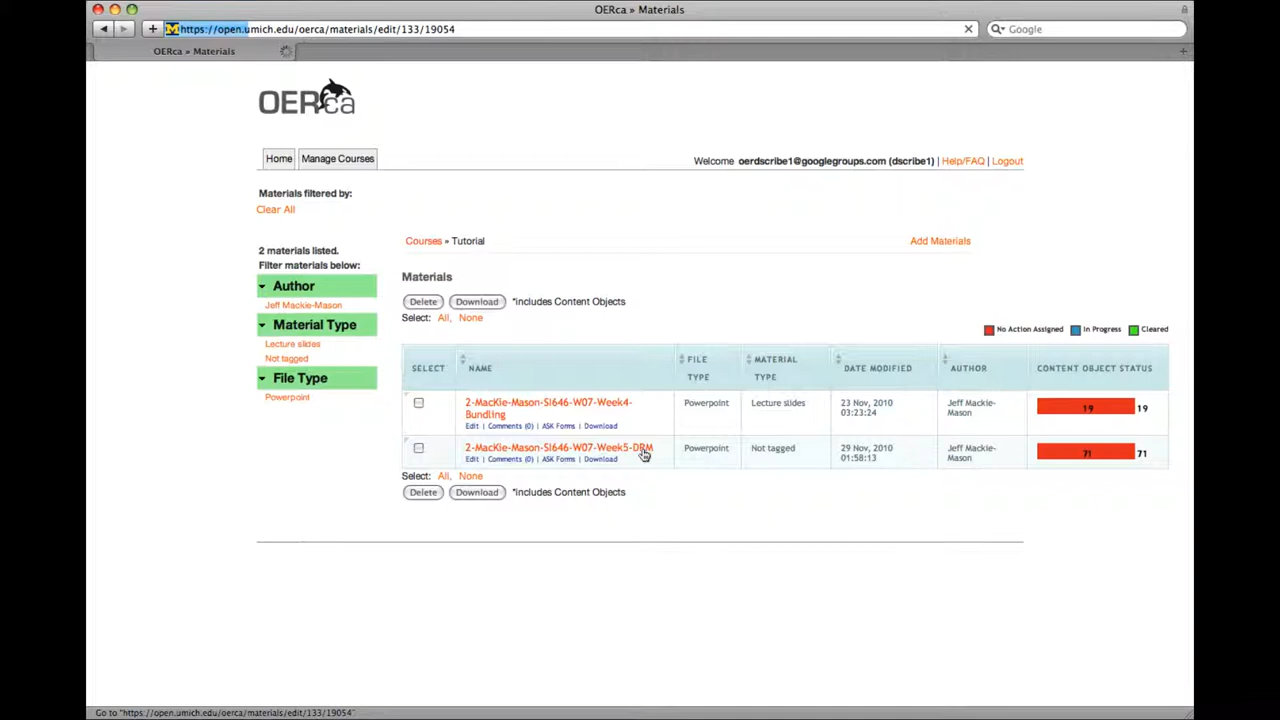 OERca » Materials
https://open.umich.edu/oerca/materials/edit/133/19054
Google
OERca » Materials
OERca
Home
Manage Courses
Welcome oerdscribe1@googlegroups.com (dscribe1) | Help/FAQ | Logout
Materials filtered by:
Clear All
Courses » Tutorial
Add Materials
2 materials listed.
Filter materials below:
Author
Jeff Mackie-Mason
Material Type
Lecture slides
Not tagged
File Type
Powerpoint
Materials
Delete
Download
*includes Content Objects
Select: All, None
No Action Assigned
In Progress
Cleared
SELECT
NAME
FILE
TYPE
MATERIAL
TYPE
DATE MODIFIED
AUTHOR
CONTENT OBJECT STATUS
2-MacKie-Mason-SI646-W07-Week4-
Bundling
Edit | Comments (0) | ASK Forms | Download
Powerpoint
Lecture slides
23 Nov, 2010
03:23:24
Jeff Mackie-
Mason
19
19
2-MacKie-Mason-SI646-W07-Week5-DRM
Edit | Comments (0) | ASK Forms | Download
Powerpoint
Not tagged
29 Nov, 2010
01:58:13
Jeff Mackie-
Mason
71
71
Select: All, None
Delete
Download
*includes Content Objects
Go to "https://open.umich.edu/oerca/materials/edit/133/19054"